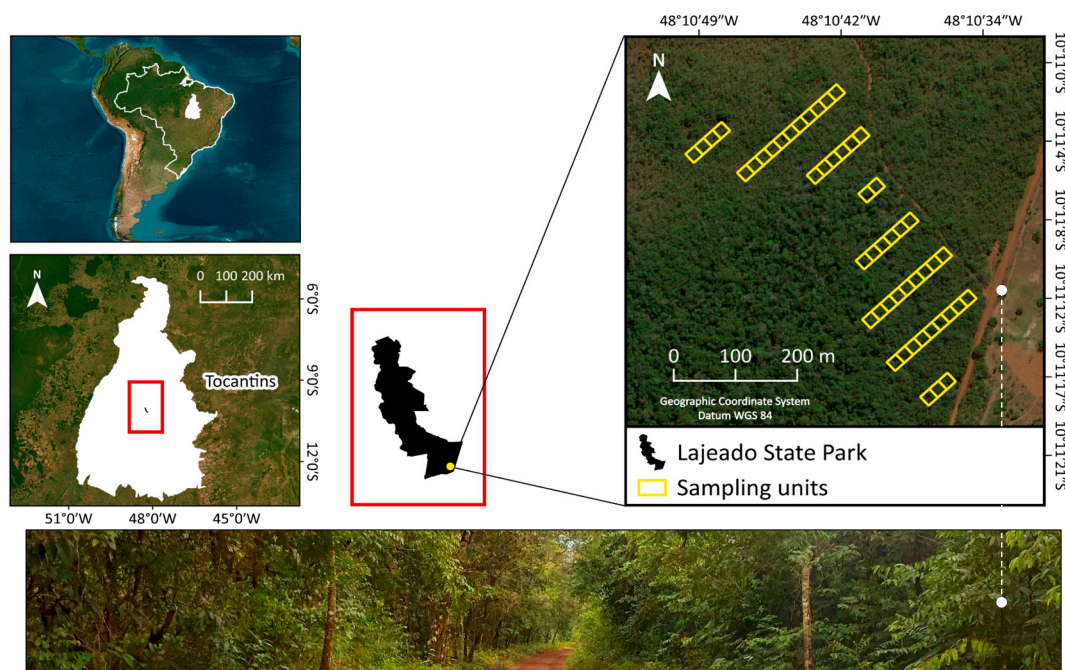 48°10'49"W 48°10'42"W 48°10'34"W
N
10°11'0"S
10°11'4"S
10°11'8"S
10°11'12"S
10°11'17"S
10°11'21"S
0 100 200 m
Geographic Coordinate System
Datum WGS 84
Lajeado State Park
Sampling units
N
0 100 200 km
Tocantins
6°0'S
9°0'S
12°0'S
51°0'W 48°0'W 45°0'W